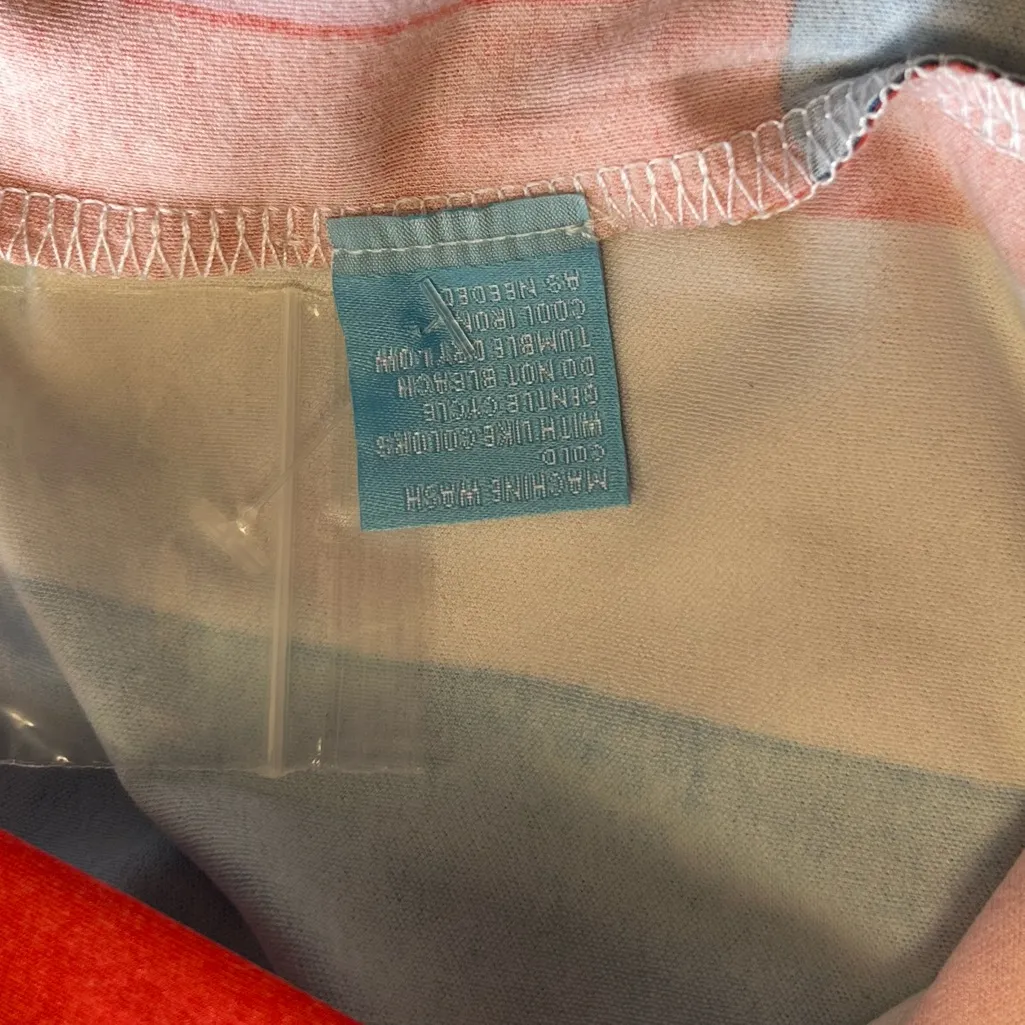 MACHINE WASH
COLD
WITH LIKE COLORS
GENTLE CYCLE
DO NOT BLEACH
TUMBLE DRY LOW
COOL IRON
AS NEEDED